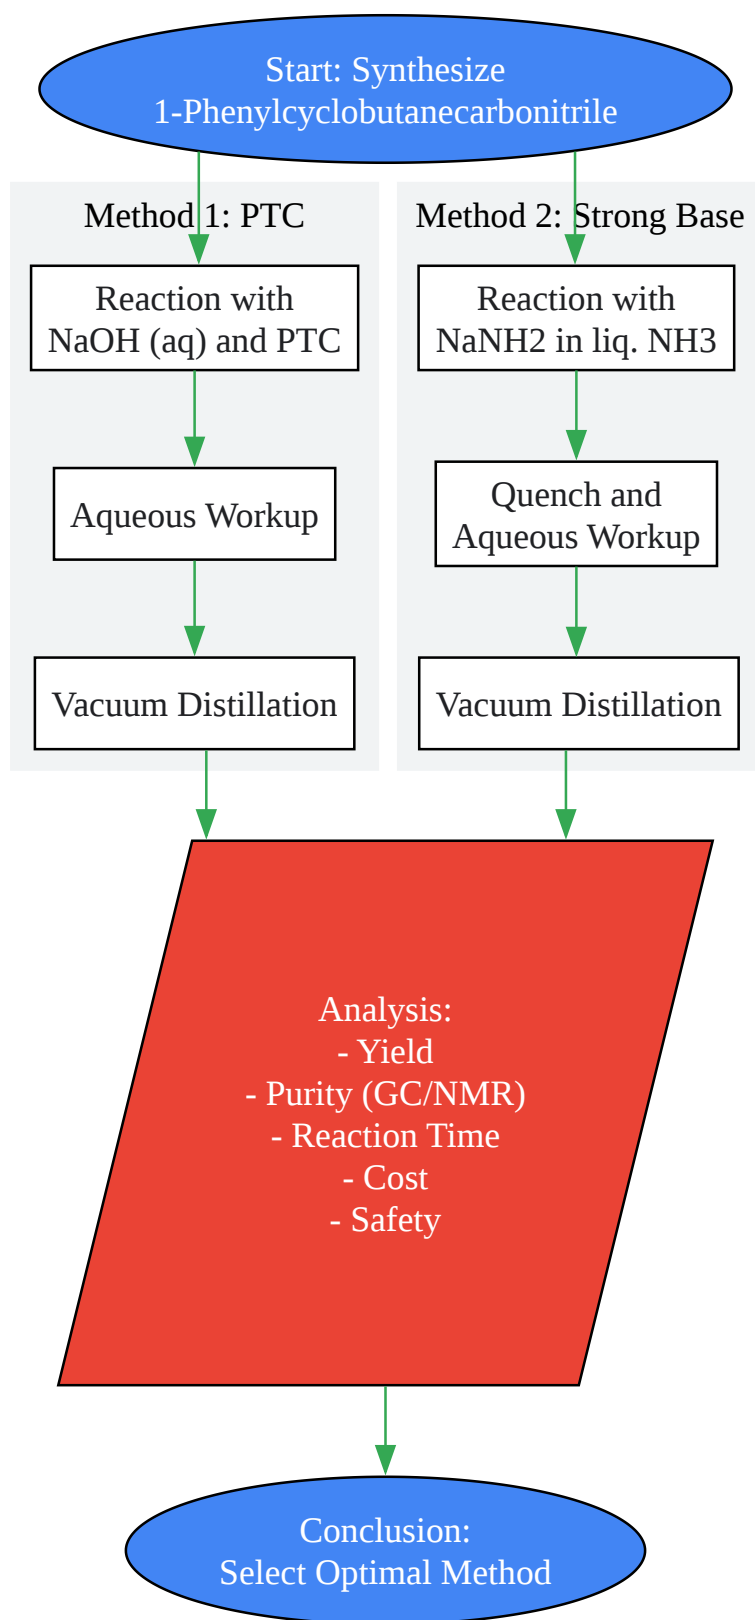 Start: Synthesize
1-Phenylcyclobutanecarbonitrile
Method 1: PTC
Reaction with
NaOH (aq) and PTC
Aqueous Workup
Vacuum Distillation
Method 2: Strong Base
Reaction with
NaNH2 in liq. NH3
Quench and
Aqueous Workup
Vacuum Distillation
Analysis:
- Yield
- Purity (GC/NMR)
- Reaction Time
- Cost
- Safety
Conclusion:
Select Optimal Method